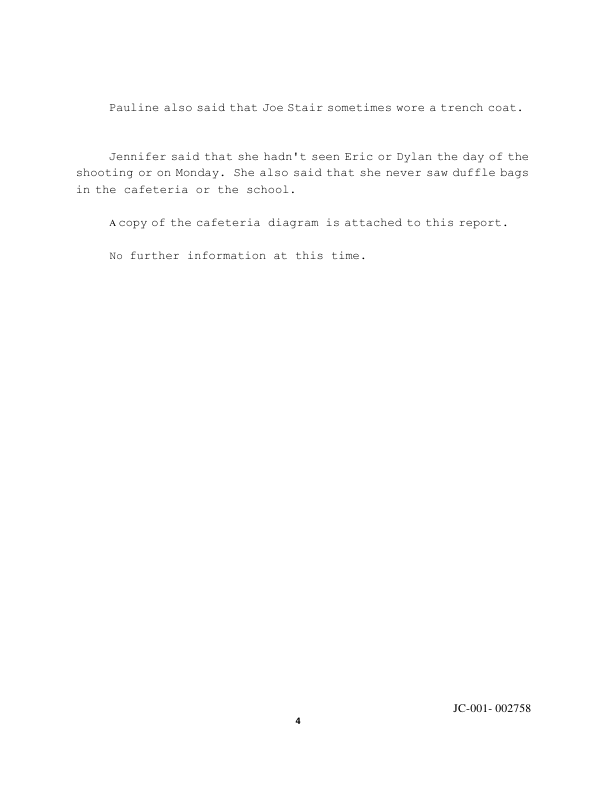 Pauline also said that Joe Stair sometimes wore a trench coat.
Jennifer said that she hadn't seen Eric or Dylan the day of the
shooting or on Monday. She also said that she never saw duffle bags
in the cafeteria or the school.
A copy of the cafeteria diagram is attached to this report.
No further information at this time.
JC-001- 002758
4